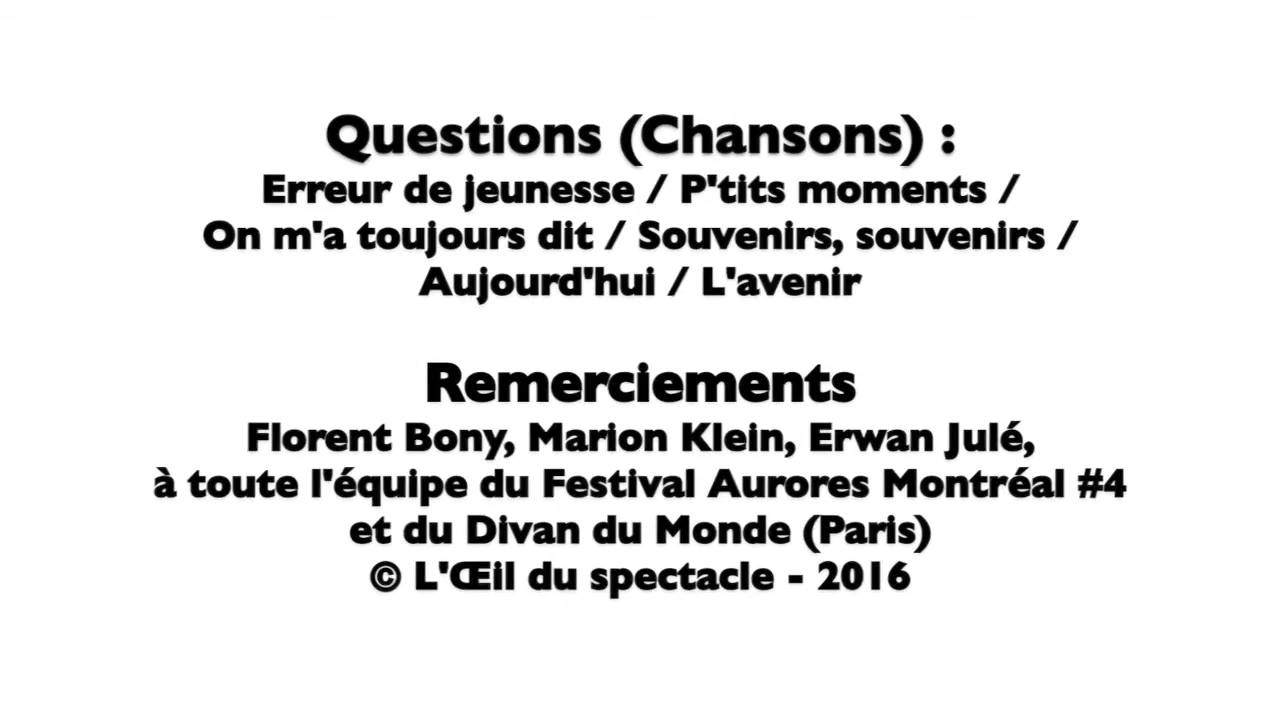 Questions (Chansons) :
Erreur de jeunesse / P'tits moments /
On m'a toujours dit / Souvenirs, souvenirs /
Aujourd'hui / L'avenir
Remerciements
Florent Bony, Marion Klein, Erwan Julé,
à toute l'équipe du Festival Aurores Montréal #4
et du Divan du Monde (Paris)
© L'Œil du spectacle - 2016